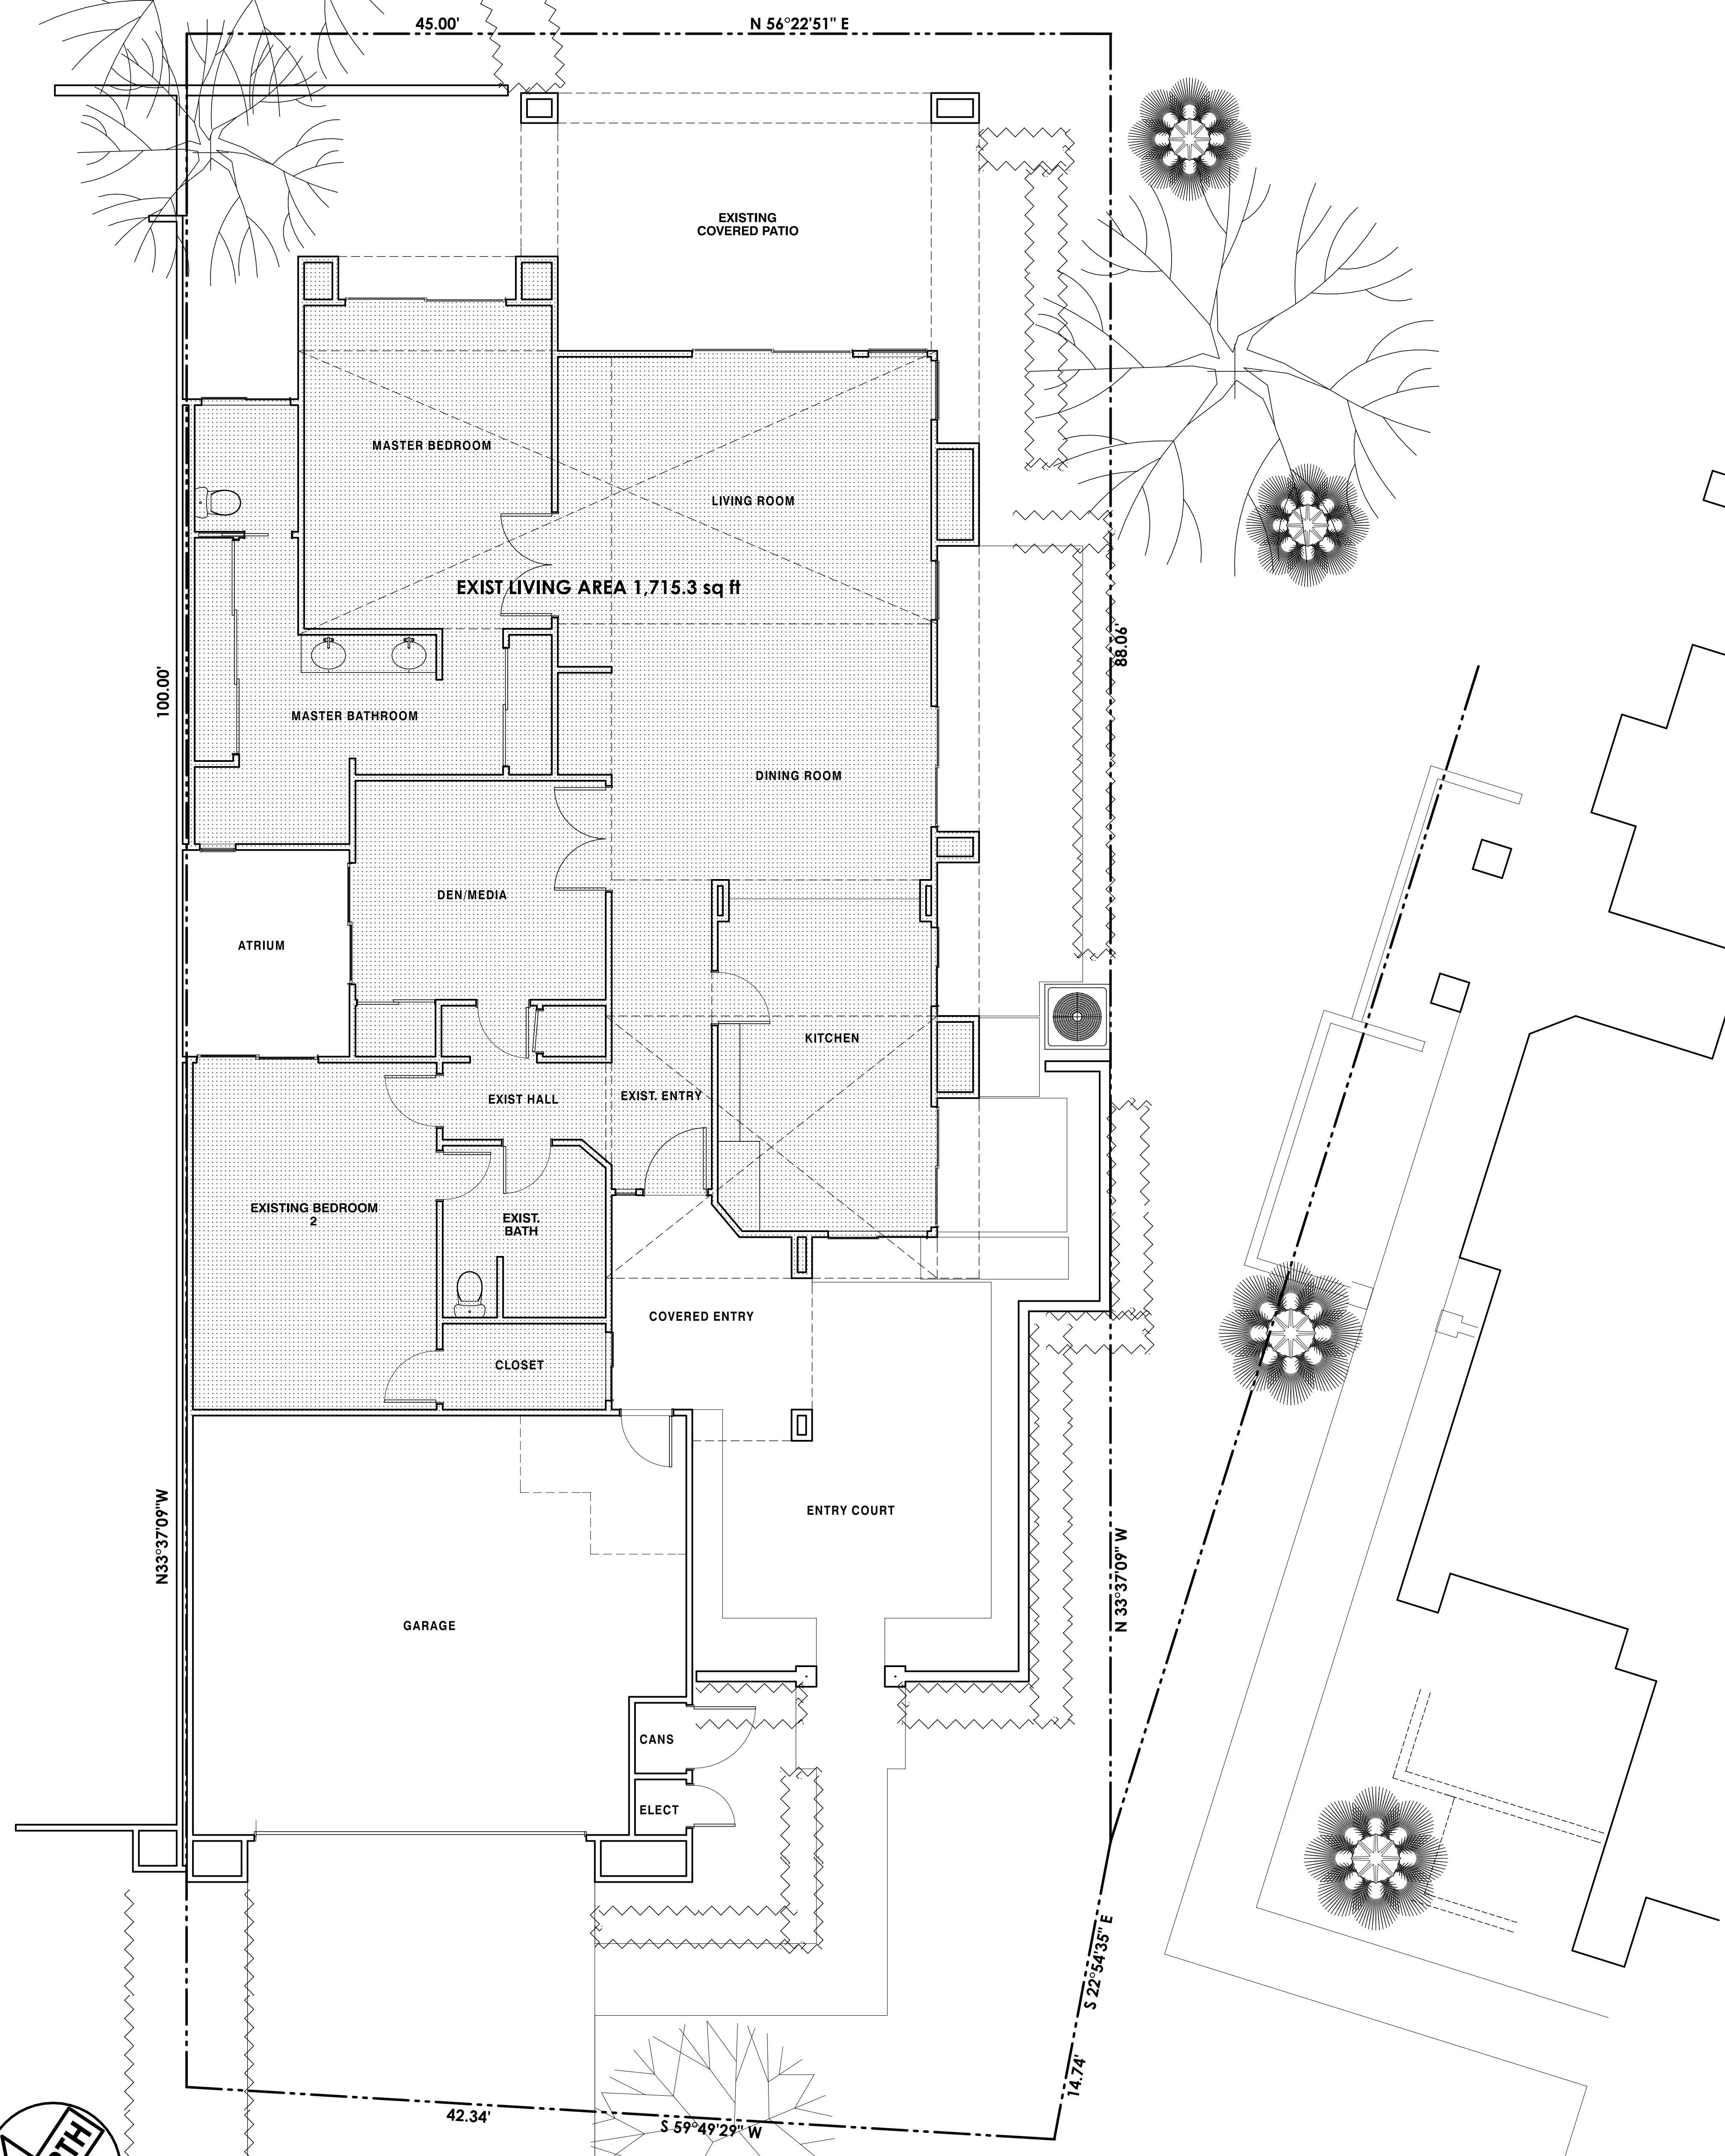 45.00'
N 56°22'51" E
EXISTING
COVERED PATIO
MASTER BEDROOM
LIVING ROOM
EXIST LIVING AREA 1,715.3 sq ft
88.06'
100.00'
MASTER BATHROOM
DINING ROOM
DEN/MEDIA
ATRIUM
KITCHEN
EXIST HALL
EXIST. ENTRY
EXISTING BEDROOM
2
EXIST.
BATH
COVERED ENTRY
CLOSET
ENTRY COURT
N33°37'09"W
N 33°37'09" W
GARAGE
CANS
ELECT
S 22°54'35" E
14.74'
42.34'
S 59°49'29" W